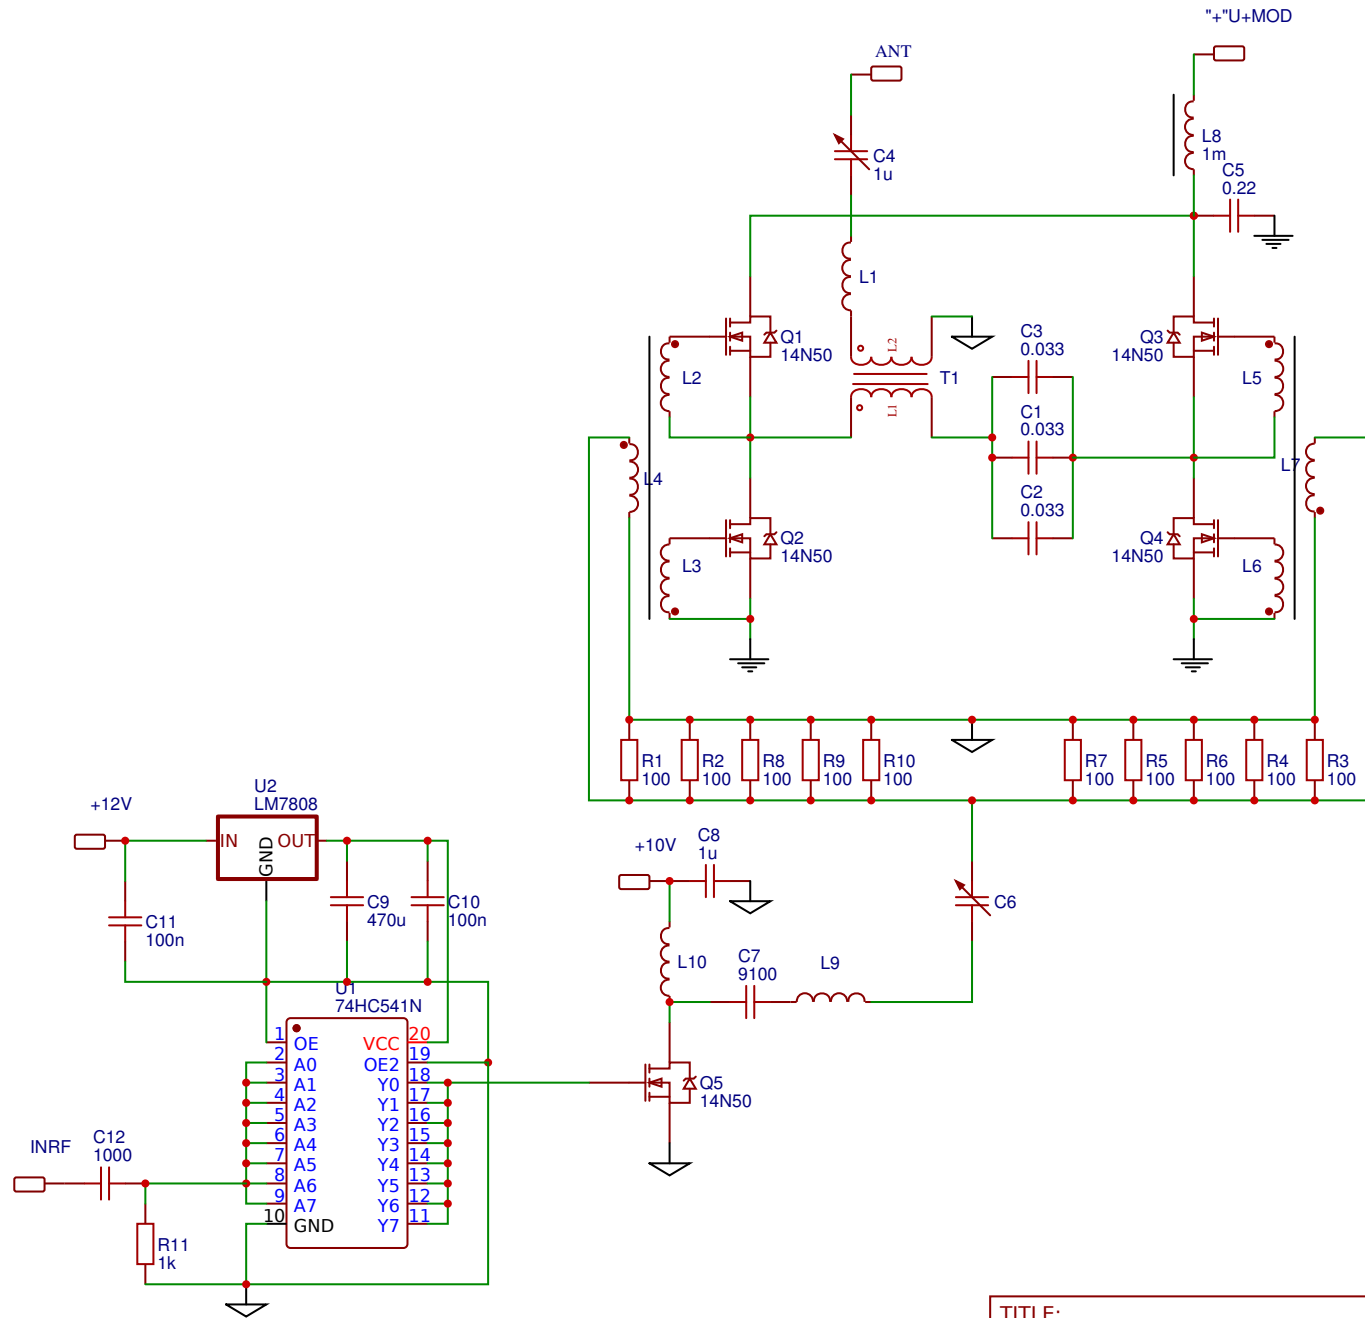 "+"U+MOD
ANT
C4
1u
L8
1m
C5
0.22
L1
Q1
14N50
L2
L2
T1
L1
C3
0.033
C1
0.033
C2
0.033
Q3
14N50
L5
L4
L7
L3
Q2
14N50
Q4
14N50
L6
R1
100
R2
100
R8
100
R9
100
R10
100
R7
100
R5
100
R6
100
R4
100
R3
100
U2
LM7808
+12V
IN
OUT
GND
C11
100n
C9
470u
C10
100n
+10V
C8
1u
C6
L10
C7
9100
L9
Q5
14N50
U1
74HC541N
1 OE VCC 20
2 A0 OE2 19
3 A1 Y0 18
4 A2 Y1 17
5 A3 Y2 16
6 A4 Y3 15
7 A5 Y4 14
8 A6 Y5 13
9 A7 Y6 12
10 GND Y7 11
INRF
C12
1000
R11
1k
TITLE: